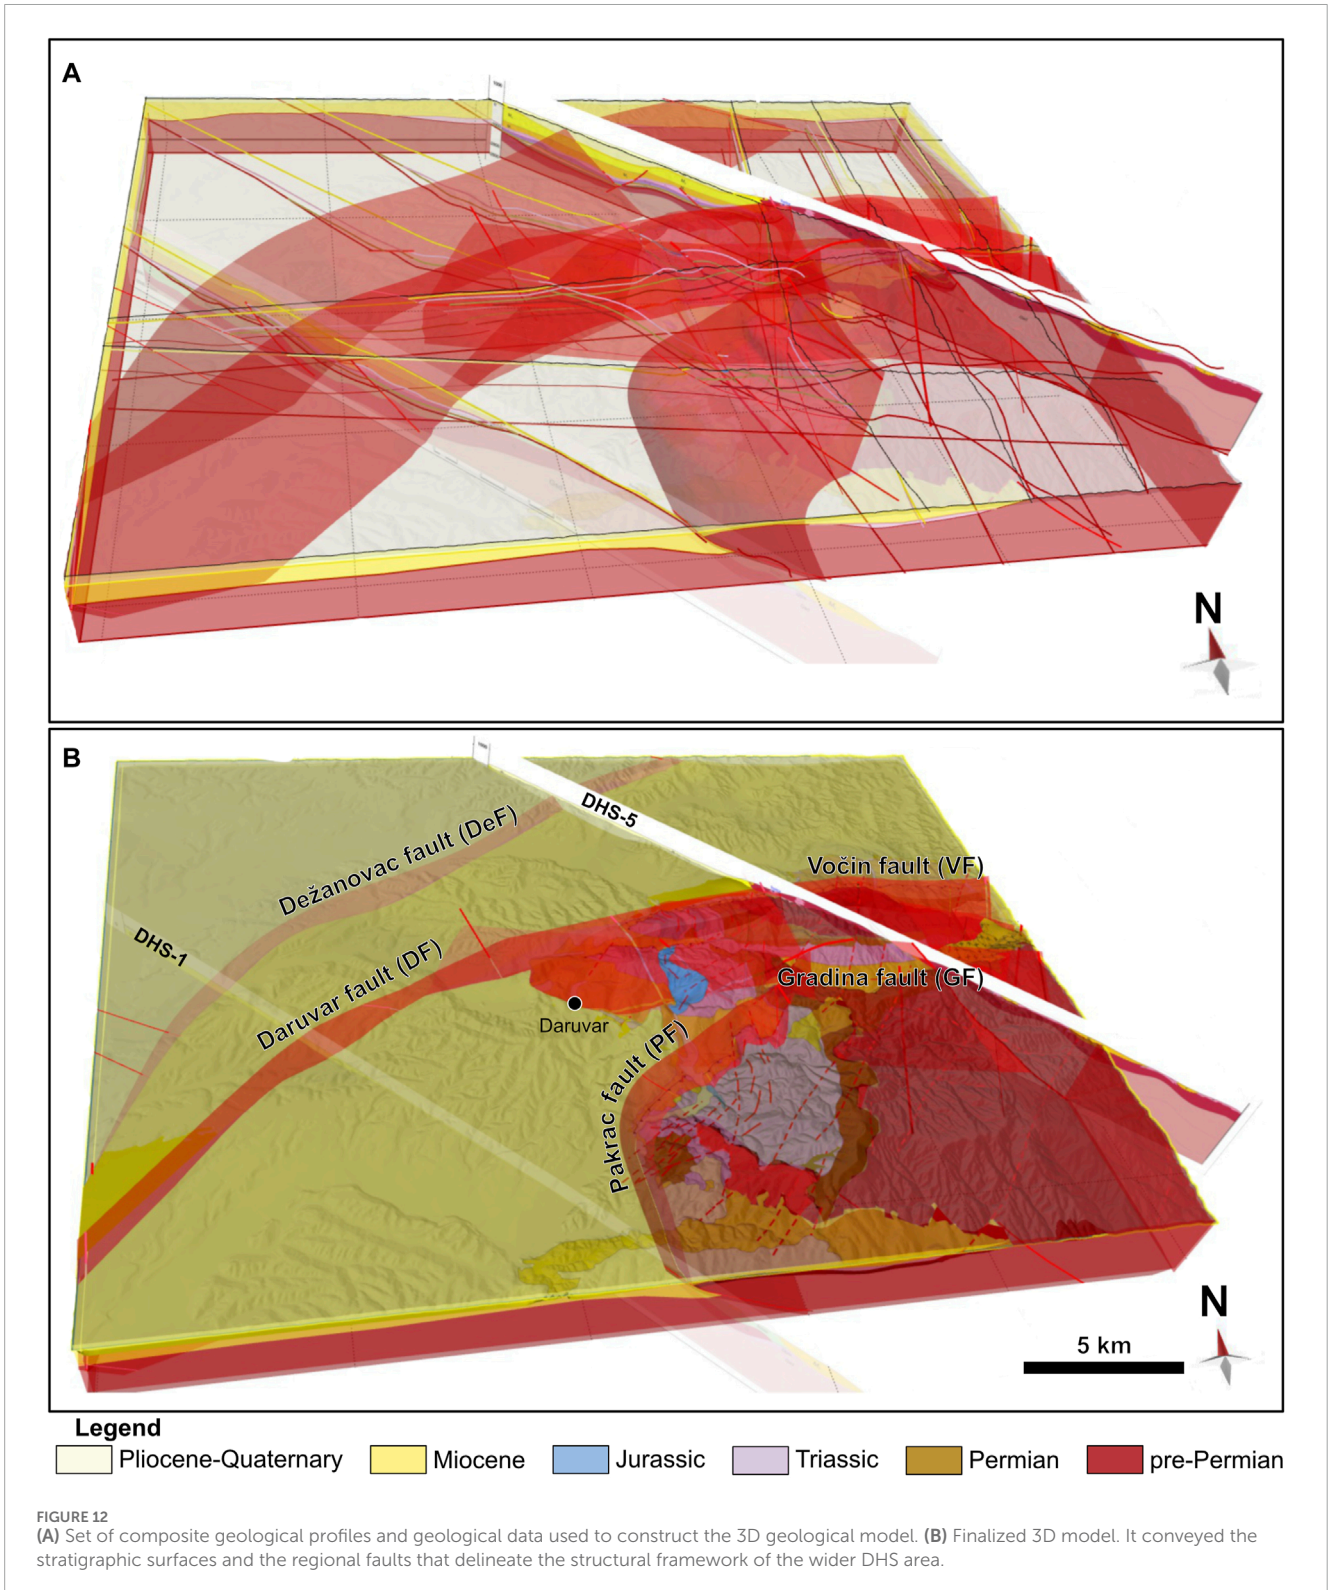 A
N
B
DHS-5
Dežanovac fault (DeF)
Vočin fault (VF)
DHS-1
Daruvar fault (DF)
Gradina fault (GF)
Daruvar
Pakrac fault (PF)
N
5 km
Legend
Pliocene-Quaternary Miocene Jurassic Triassic Permian pre-Permian
FIGURE 12
(A) Set of composite geological profiles and geological data used to construct the 3D geological model. (B) Finalized 3D model. It conveyed the
stratigraphic surfaces and the regional faults that delineate the structural framework of the wider DHS area.